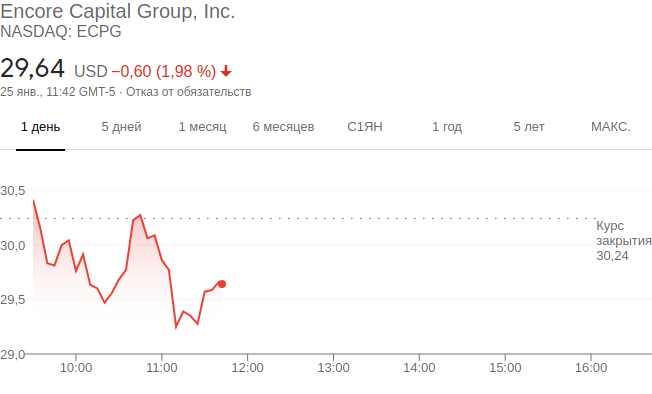 Encore Capital Group, Inc.
NASDAQ: ECPG
29,64 USD −0,60 (1,98 %)
25 янв., 11:42 GMT-5 · Отказ от обязательств
1 день 5 дней 1 месяц 6 месяцев С1ЯН 1 год 5 лет МАКС.
30,5
Курс
закрытия
30,24
30,0
29,5
29,0
10:00 11:00 12:00 13:00 14:00 15:00 16:00